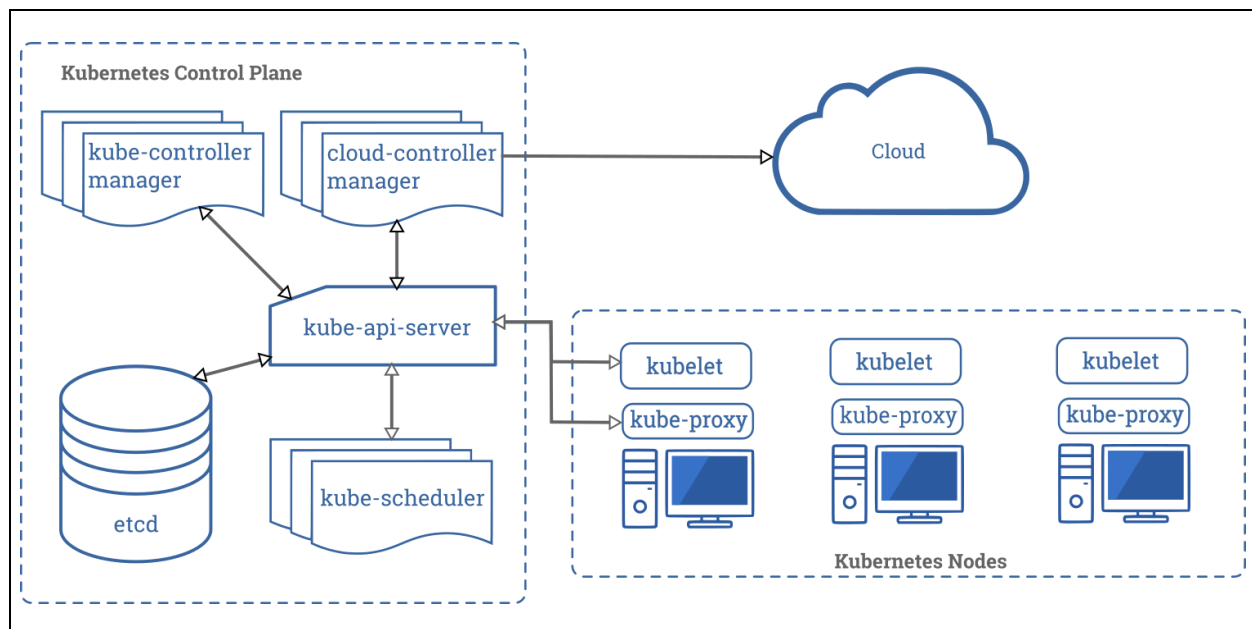 Kubernetes Control Plane
kube-controller
manager
cloud-controller
manager
Cloud
kube-api-server
kubelet
kubelet
kubelet
kube-proxy
kube-proxy
kube-proxy
etcd
kube-scheduler
Kubernetes Nodes